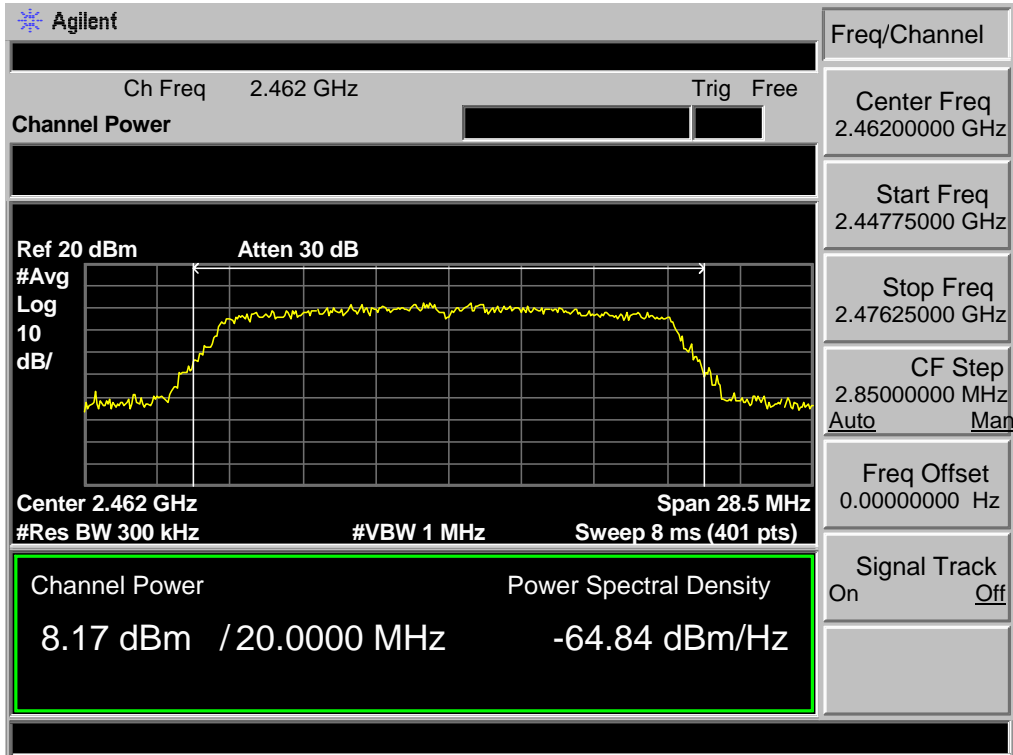 Agilent
Freq/Channel
Ch Freq 2.462 GHz Trig Free
Channel Power
Center Freq
2.46200000 GHz
Start Freq
2.44775000 GHz
Stop Freq
2.47625000 GHz
CF Step
2.85000000 MHz
Auto Man
Freq Offset
0.00000000 Hz
Signal Track
On Off
Ref 20 dBm Atten 30 dB
#Avg
Log
10
dB/
Center 2.462 GHz Span 28.5 MHz
#Res BW 300 kHz #VBW 1 MHz Sweep 8 ms (401 pts)
Channel Power Power Spectral Density
8.17 dBm / 20.0000 MHz -64.84 dBm/Hz